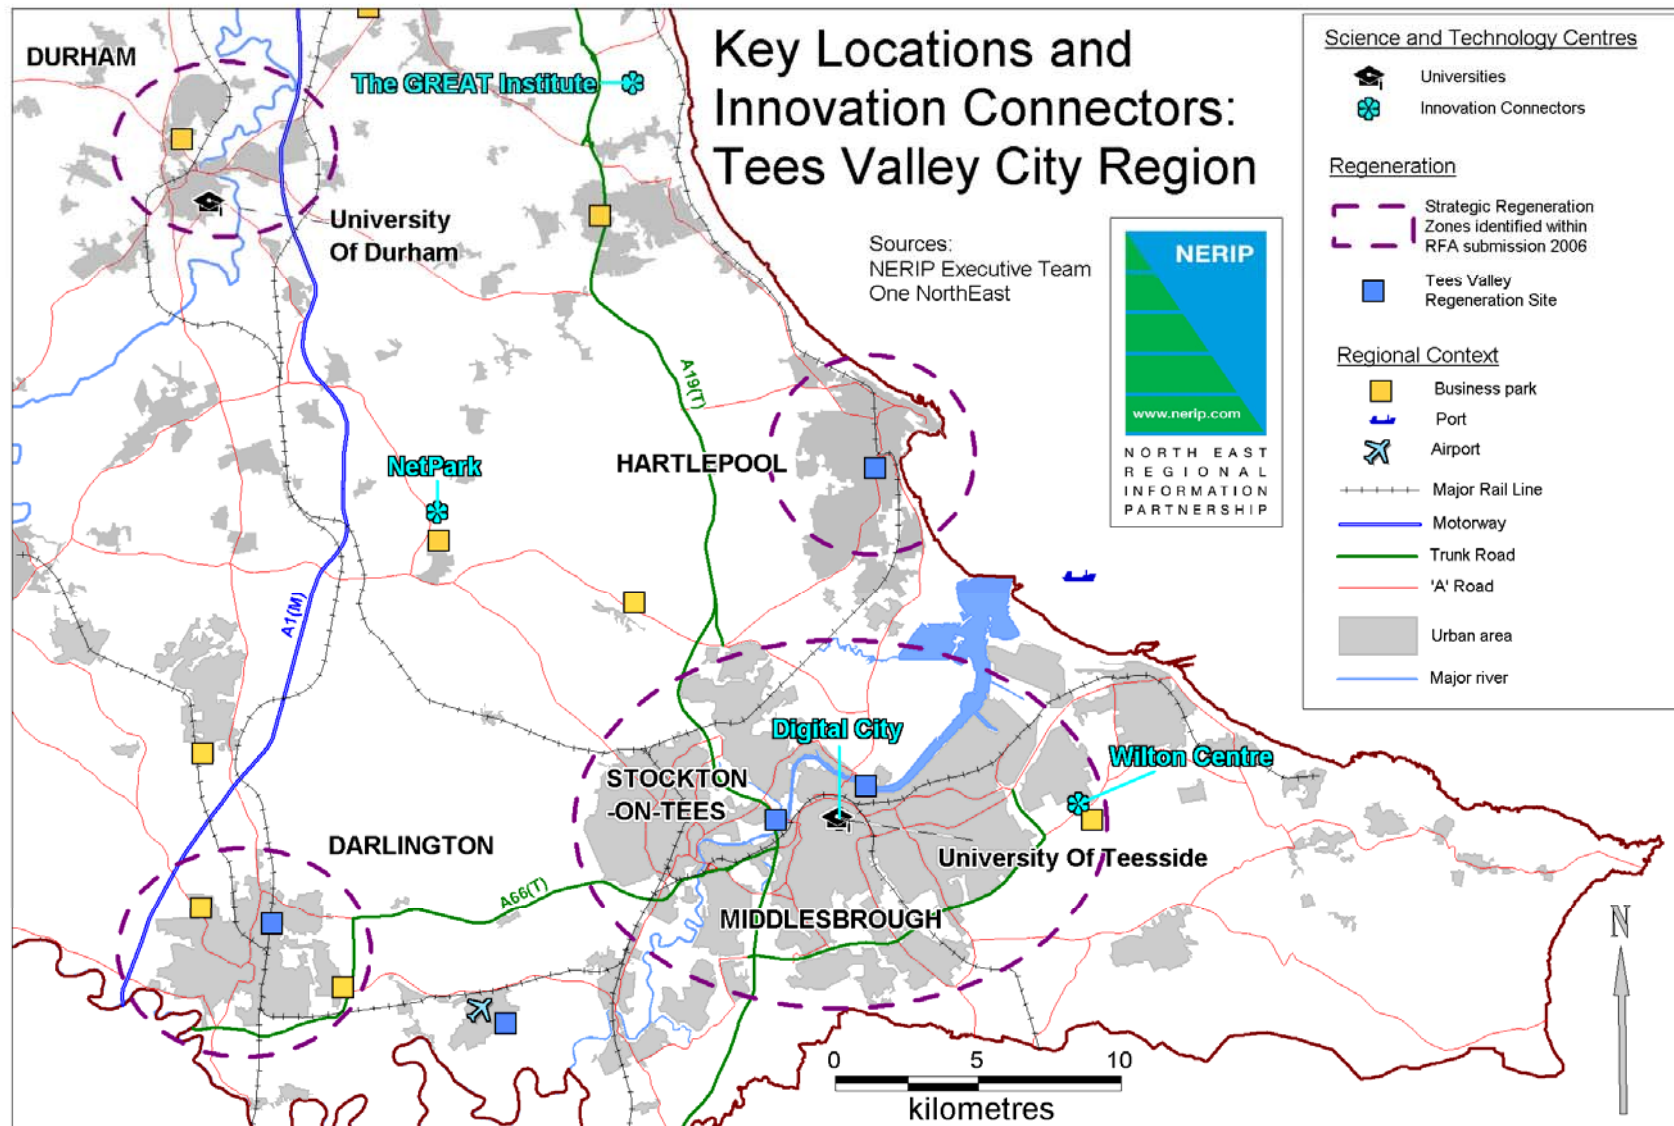 Key Locations and
Innovation Connectors:
Tees Valley City Region
Sources:
NERIP Executive Team
One NorthEast
NERIP
www.nerip.com
NORTH EAST
REGIONAL
INFORMATION
PARTNERSHIP
DURHAM
The GREAT Institute
University
Of Durham
A19(T)
HARTLEPOOL
NetPark
A1(M)
Digital City
Wilton Centre
STOCKTON
-ON-TEES
DARLINGTON
University Of Teesside
A66(T)
MIDDLESBROUGH
0 5 10
kilometres
N
Science and Technology Centres
Universities
Innovation Connectors
Regeneration
Strategic Regeneration
Zones identified within
RFA submission 2006
Tees Valley
Regeneration Site
Regional Context
Business park
Port
Airport
Major Rail Line
Motorway
Trunk Road
'A' Road
Urban area
Major river